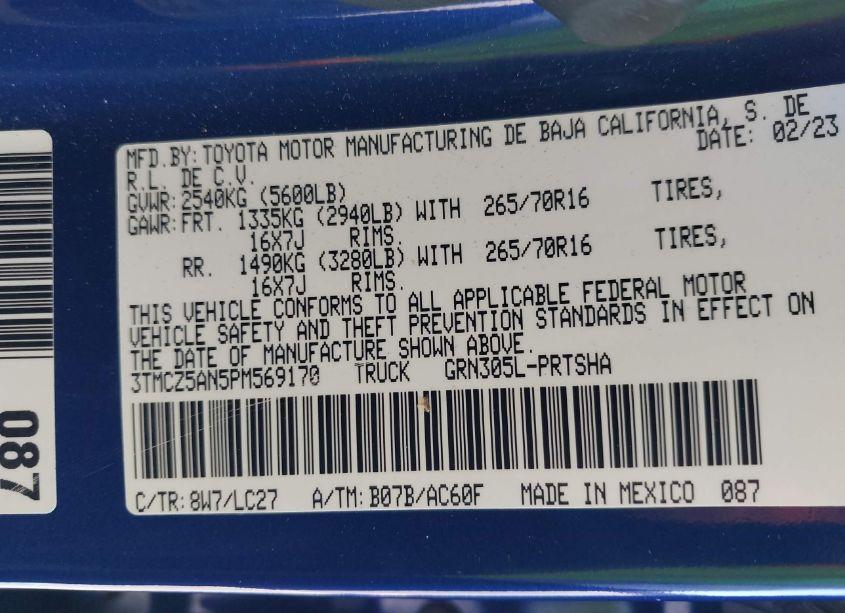 MFD.BY:TOYOTA MOTOR MANUFACTURING DE BAJA CALIFORNIA, S. DE
R.L. DE C.V. DATE: 02/23
GVWR:2540KG (5600LB)
GAWR:FRT. 1335KG (2940LB) WITH 265/70R16 TIRES,
16X7J RIMS.
RR. 1490KG (3280LB) WITH 265/70R16 TIRES,
16X7J RIMS.
THIS VEHICLE CONFORMS TO ALL APPLICABLE FEDERAL MOTOR
VEHICLE SAFETY AND THEFT PREVENTION STANDARDS IN EFFECT ON
THE DATE OF MANUFACTURE SHOWN ABOVE.
3TMCZ5AN5PM569170 TRUCK GRN305L-PRTSHA
C/TR:8W7/LC27 A/TM:B07B/AC60F MADE IN MEXICO 087
087